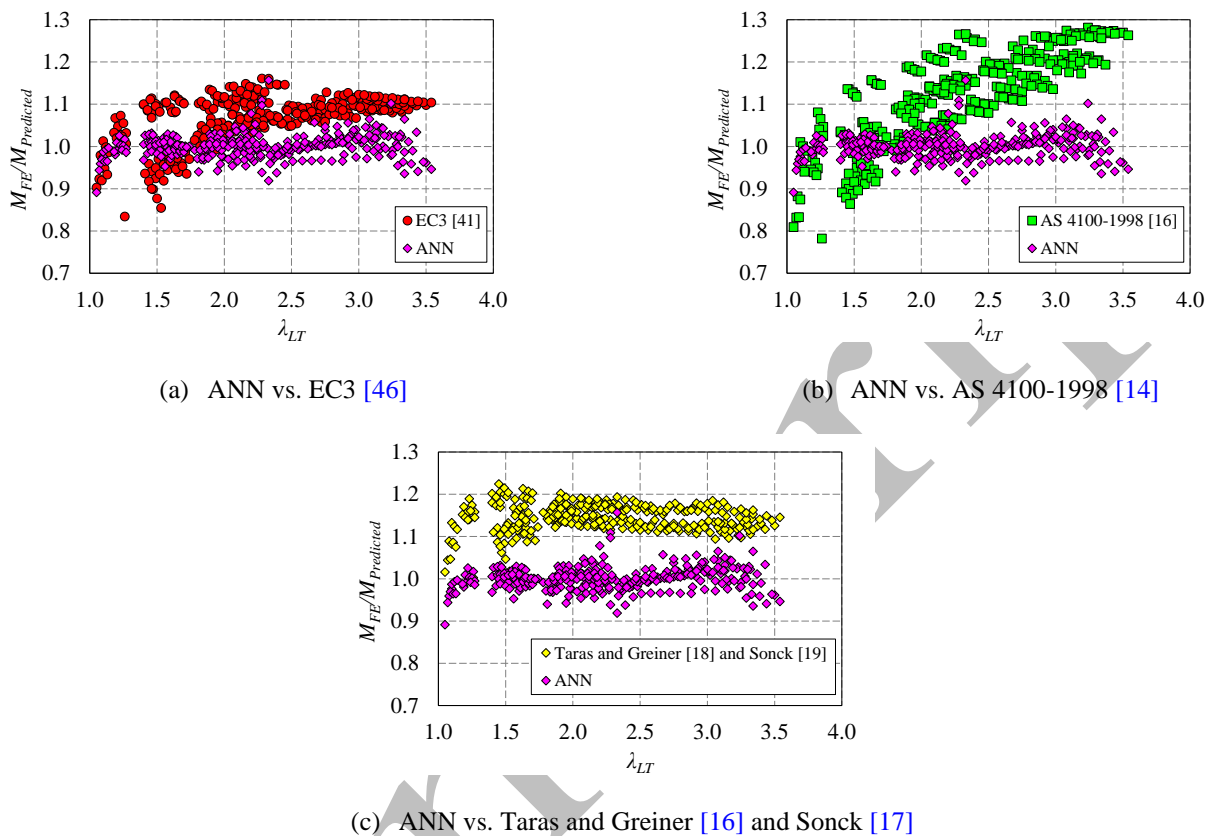 1.3
1.2
1.1
1.0
0.9
0.8
0.7
M_FE/M_Predicted
EC3 [41]
ANN
1.0 1.5 2.0 2.5 3.0 3.5 4.0
λ_LT
(a) ANN vs. EC3 [46]
1.3
1.2
1.1
1.0
0.9
0.8
0.7
M_FE/M_Predicted
AS 4100-1998 [16]
ANN
1.0 1.5 2.0 2.5 3.0 3.5 4.0
λ_LT
(b) ANN vs. AS 4100-1998 [14]
1.3
1.2
1.1
1.0
0.9
0.8
0.7
M_FE/M_Predicted
Taras and Greiner [18] and Sonck [19]
ANN
1.0 1.5 2.0 2.5 3.0 3.5 4.0
λ_LT
(c) ANN vs. Taras and Greiner [16] and Sonck [17]